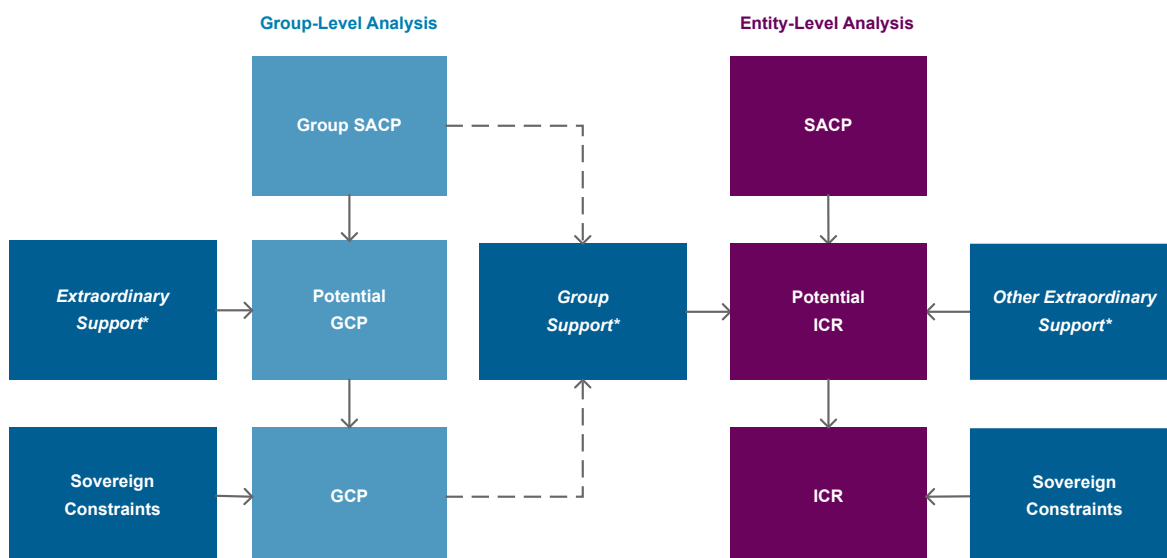 Group-Level Analysis
Entity-Level Analysis
Group SACP
SACP
Extraordinary
Support*
Potential
GCP
Group
Support*
Potential
ICR
Other Extraordinary
Support*
Sovereign
Constraints
GCP
ICR
Sovereign
Constraints